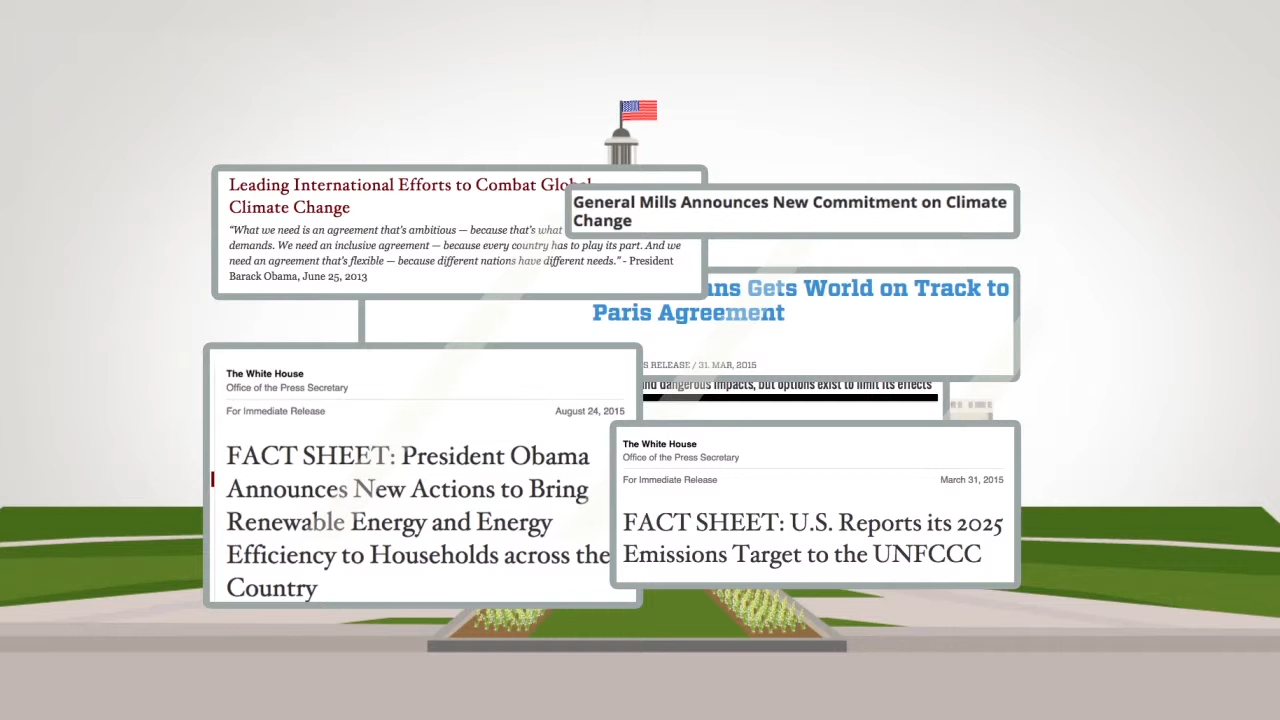 Leading International Efforts to Combat Global
Climate Change
“What we need is an agreement that’s ambitious — because that’s what
demands. We need an inclusive agreement — because every country has to play its part. And we
need an agreement that’s flexible — because different nations have different needs.” - President
Barack Obama, June 25, 2013
General Mills Announces New Commitment on Climate
Change
Gets World on Track to
Paris Agreement
RELEASE / 31. MAR, 2015
dangerous impacts, but options exist to limit its effects
The White House
Office of the Press Secretary
For Immediate Release August 24, 2015
FACT SHEET: President Obama
Announces New Actions to Bring
Renewable Energy and Energy
Efficiency to Households across the
Country
The White House
Office of the Press Secretary
For Immediate Release March 31, 2015
FACT SHEET: U.S. Reports its 2025
Emissions Target to the UNFCCC